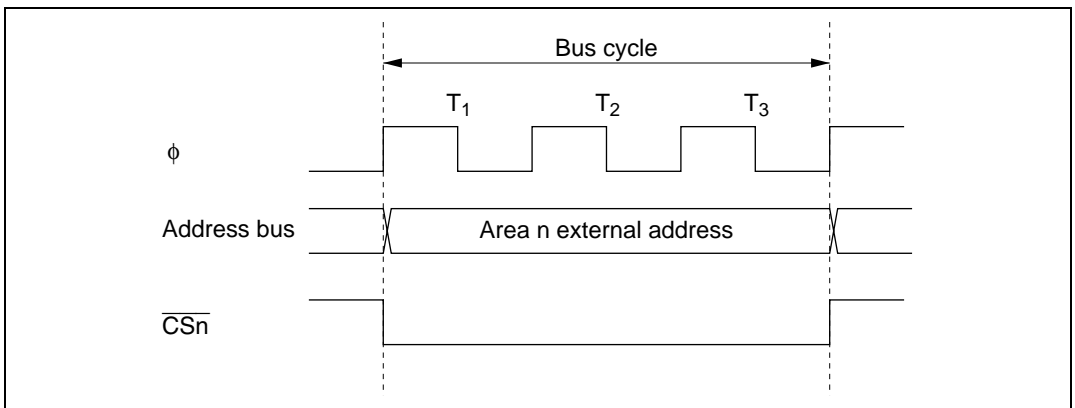 Bus cycle
T1 T2 T3
φ
Address bus Area n external address
CSn